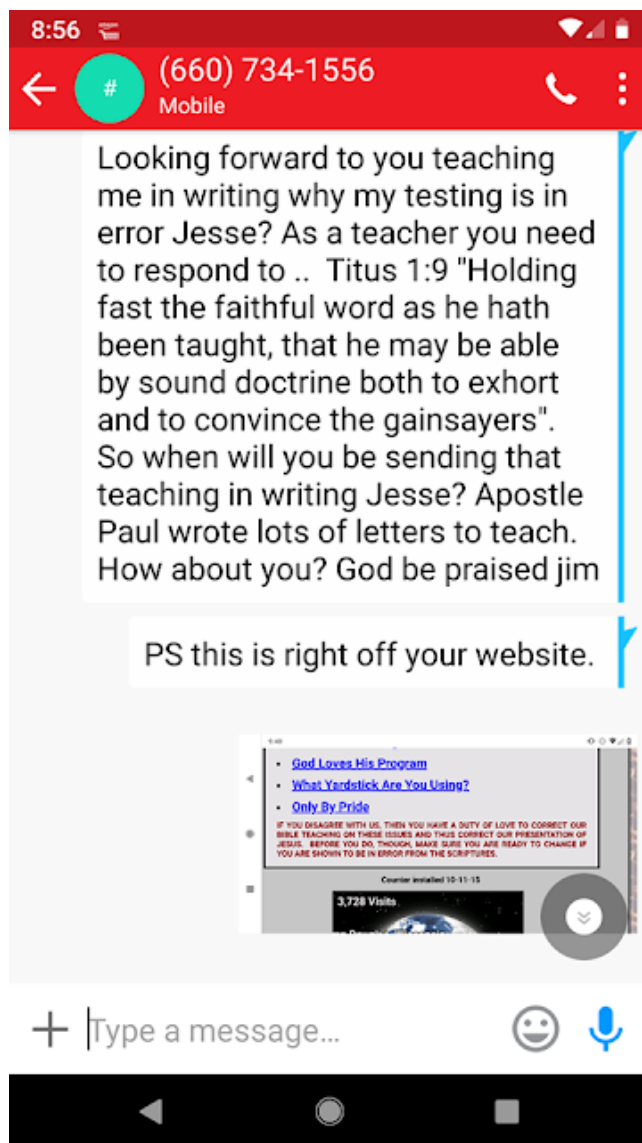 8:56
(660) 734-1556
#
Mobile
Looking forward to you teaching
me in writing why my testing is in
error Jesse? As a teacher you need
to respond to ..  Titus 1:9 "Holding
fast the faithful word as he hath
been taught, that he may be able
by sound doctrine both to exhort
and to convince the gainsayers".
So when will you be sending that
teaching in writing Jesse? Apostle
Paul wrote lots of letters to teach.
How about you? God be praised jim
PS this is right off your website.
God Loves His Program
What Yardstick Are You Using?
Only By Pride
IF YOU DISAGREE WITH US, THEN YOU HAVE A DUTY OF LOVE TO CORRECT OUR
BIBLE TEACHING ON THESE ISSUES AND THUS CORRECT OUR PRESENTATION OF
JESUS.  BEFORE YOU DO, THOUGH, MAKE SURE YOU ARE READY TO CHANGE IF
YOU ARE SHOWN TO BE IN ERROR FROM THE SCRIPTURES.
Counter installed 10-11-15
3,728 Visits
Type a message...